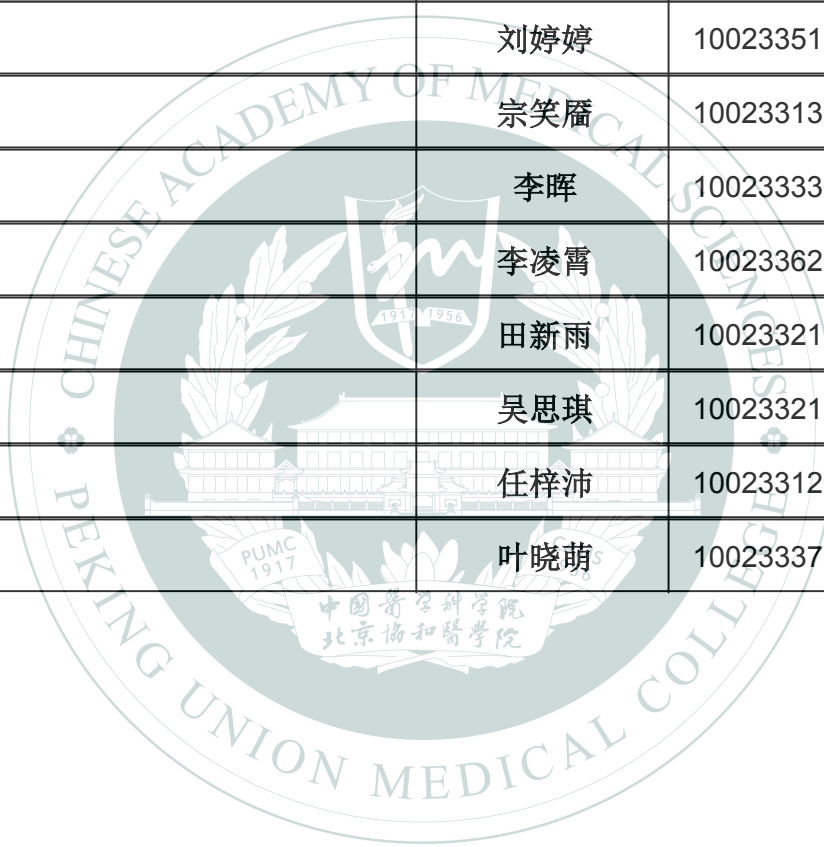 刘婷婷 10023351
宗笑靥 10023313
李晖 10023333
李凌霄 10023362
田新雨 10023321
吴思琪 10023321
任梓沛 10023312
叶晓萌 10023337
CHINESE ACADEMY OF MEDICAL SCIENCES
1917 1956
PUMC
1917
中國醫学科学院
北京協和醫學院
PEKING UNION MEDICAL COLLEGE